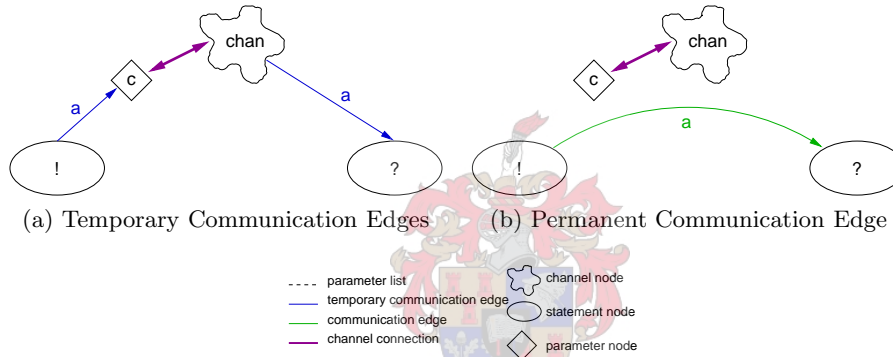 chan
c
a
a
!
?
(a) Temporary Communication Edges
chan
c
a
!
?
(b) Permanent Communication Edge
parameter list
temporary communication edge
communication edge
channel connection
channel node
statement node
parameter node